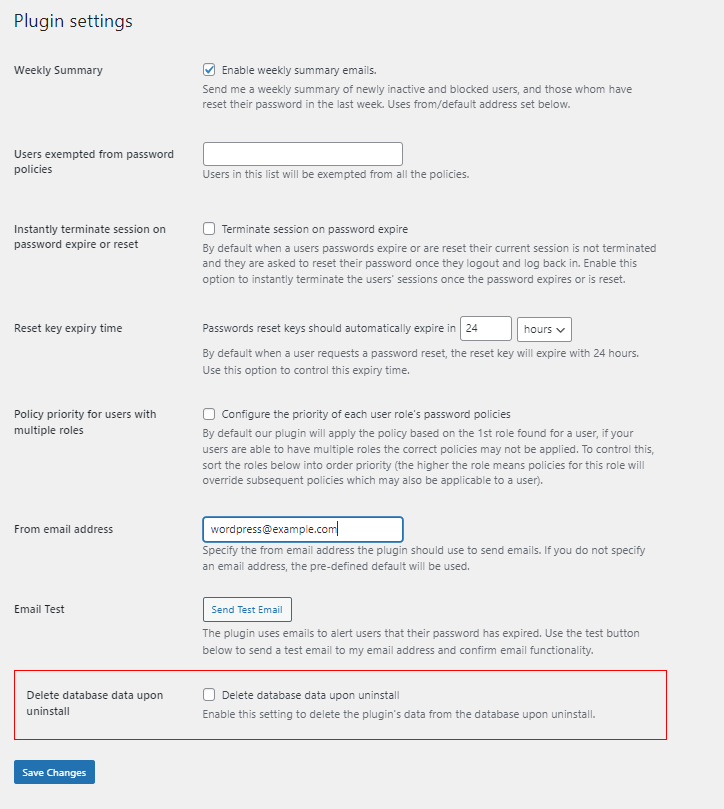 Plugin settings
Weekly Summary
Enable weekly summary emails.
Send me a weekly summary of newly inactive and blocked users, and those whom have
reset their password in the last week. Uses from/default address set below.
Users exempted from password
policies
Users in this list will be exempted from all the policies.
Instantly terminate session on
password expire or reset
Terminate session on password expire
By default when a users passwords expire or are reset their current session is not terminated
and they are asked to reset their password once they logout and log back in. Enable this
option to instantly terminate the users' sessions once the password expires or is reset.
Reset key expiry time
Passwords reset keys should automatically expire in 24 hours
By default when a user requests a password reset, the reset key will expire with 24 hours.
Use this option to control this expiry time.
Policy priority for users with
multiple roles
Configure the priority of each user role's password policies
By default our plugin will apply the policy based on the 1st role found for a user, if your
users are able to have multiple roles the correct policies may not be applied. To control this,
sort the roles below into order priority (the higher the role means policies for this role will
override subsequent policies which may also be applicable to a user).
From email address
wordpress@example.com
Specify the from email address the plugin should use to send emails. If you do not specify
an email address, the pre-defined default will be used.
Email Test
Send Test Email
The plugin uses emails to alert users that their password has expired. Use the test button
below to send a test email to my email address and confirm email functionality.
Delete database data upon
uninstall
Delete database data upon uninstall
Enable this setting to delete the plugin's data from the database upon uninstall.
Save Changes